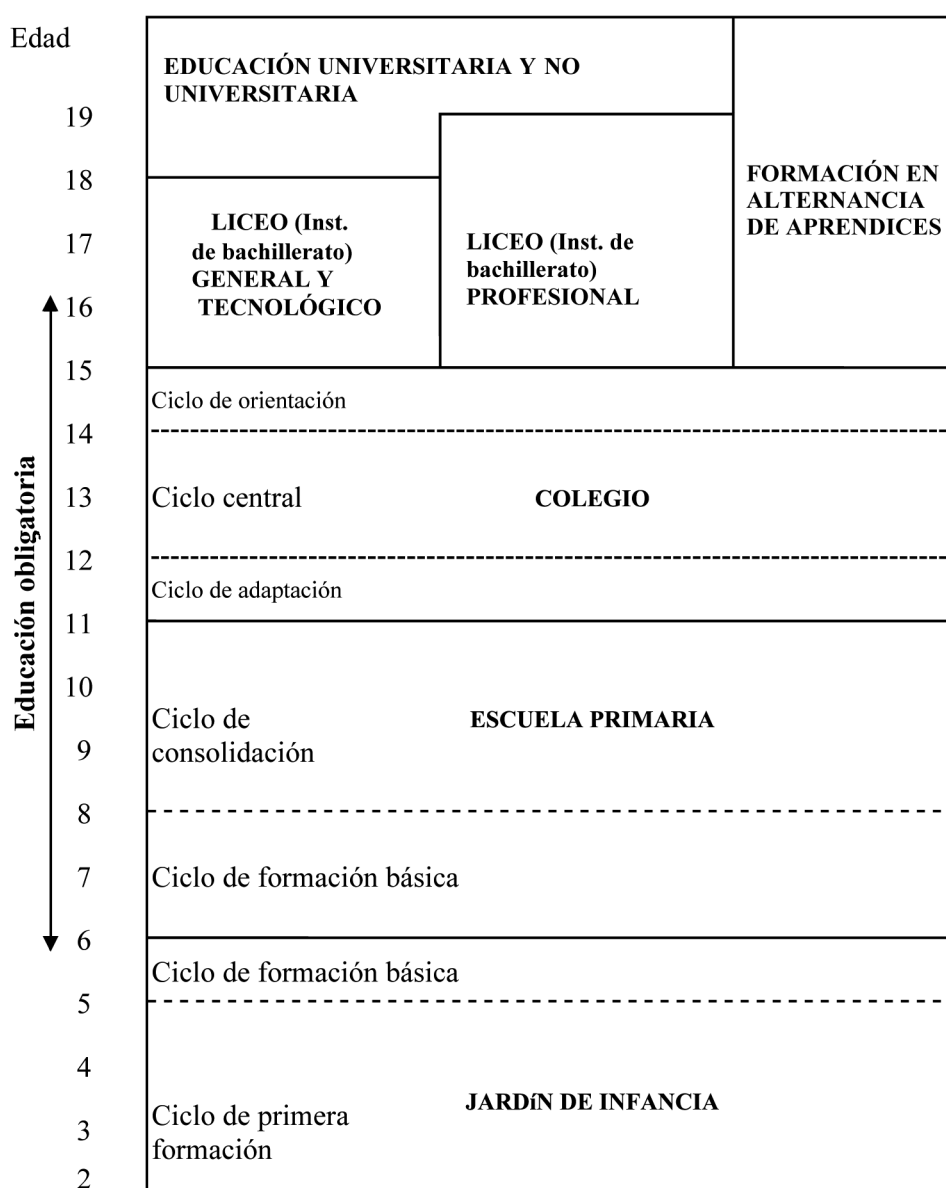 Edad
EDUCACIÓN UNIVERSITARIA Y NO
UNIVERSITARIA
19
18
FORMACIÓN EN
ALTERNANCIA
DE APRENDICES
LICEO (Inst.
de bachillerato)
GENERAL Y
TECNOLÓGICO
LICEO (Inst. de
bachillerato)
PROFESIONAL
17
16
15
Ciclo de orientación
14
Educación obligatoria
13
Ciclo central
COLEGIO
12
Ciclo de adaptación
11
10
Ciclo de
consolidación
ESCUELA PRIMARIA
9
8
7
Ciclo de formación básica
6
Ciclo de formación básica
5
4
JARDíN DE INFANCIA
Ciclo de primera
formación
3
2